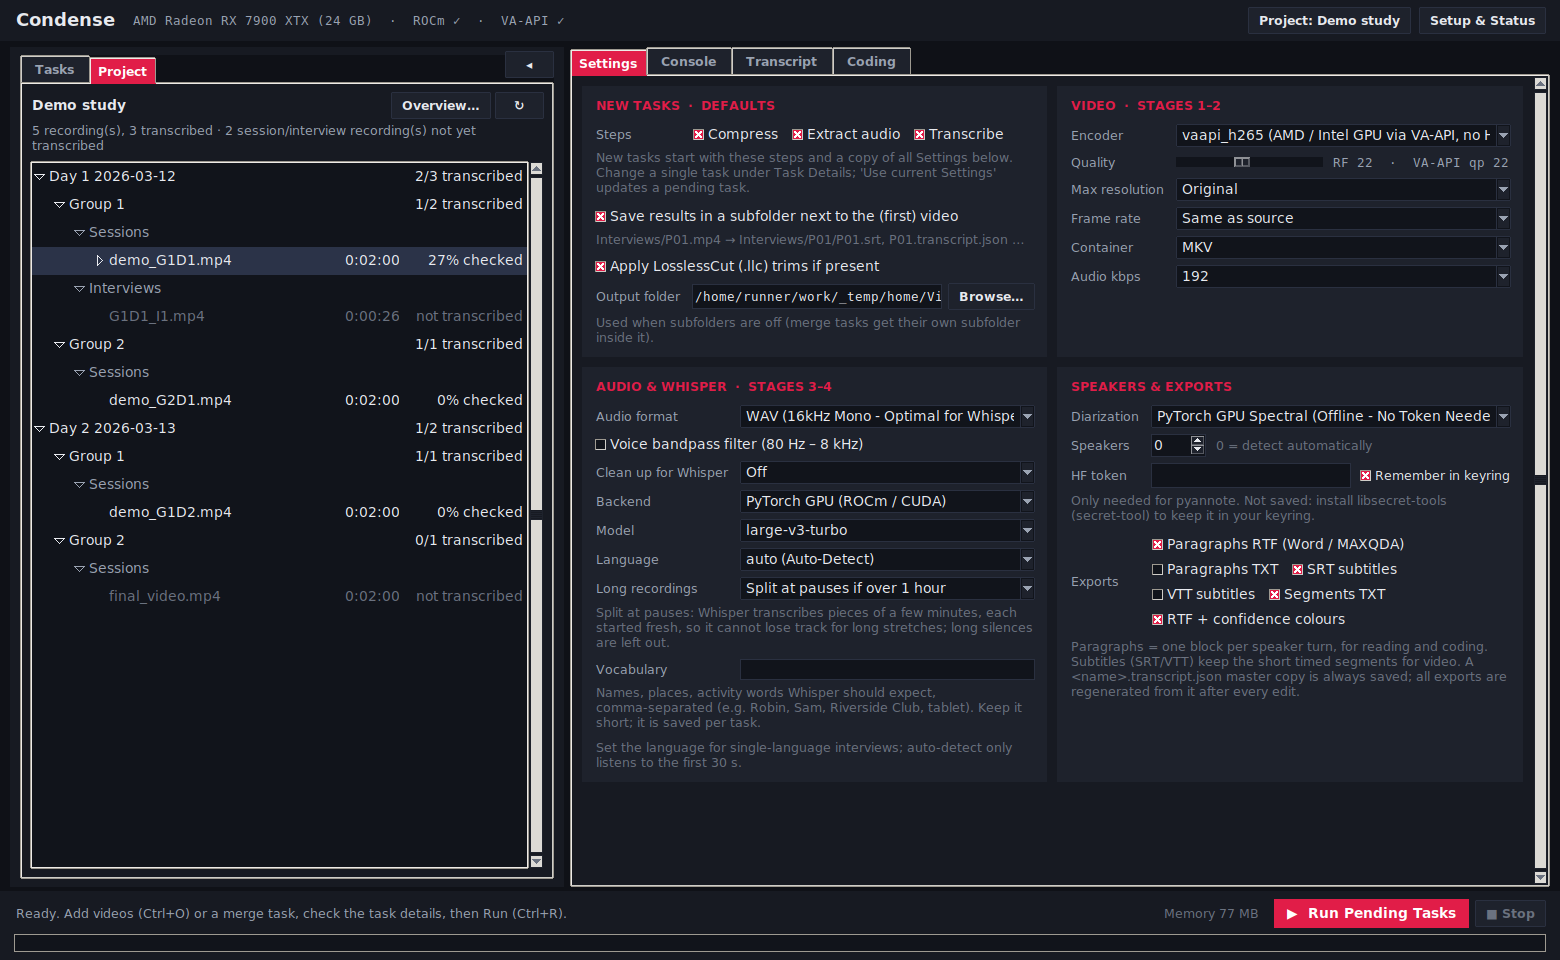 Condense AMD Radeon RX 7900 XTX (24 GB) · ROCm ✓ · VA-API ✓ Project: Demo study Setup & Status
Tasks Project ◂
Demo study Overview... ↻
5 recording(s), 3 transcribed · 2 session/interview recording(s) not yet
transcribed
Day 1 2026-03-12 2/3 transcribed
Group 1 1/2 transcribed
Sessions
demo_G1D1.mp4 0:02:00 27% checked
Interviews
G1D1_I1.mp4 0:00:26 not transcribed
Group 2 1/1 transcribed
Sessions
demo_G2D1.mp4 0:02:00 0% checked
Day 2 2026-03-13 1/2 transcribed
Group 1 1/1 transcribed
Sessions
demo_G1D2.mp4 0:02:00 0% checked
Group 2 0/1 transcribed
Sessions
final_video.mp4 0:02:00 not transcribed
Settings Console Transcript Coding
NEW TASKS · DEFAULTS
Steps Compress Extract audio Transcribe
New tasks start with these steps and a copy of all Settings below.
Change a single task under Task Details; 'Use current Settings'
updates a pending task.
Save results in a subfolder next to the (first) video
Interviews/P01.mp4 → Interviews/P01/P01.srt, P01.transcript.json ...
Apply LosslessCut (.llc) trims if present
Output folder /home/runner/work/_temp/home/Vi Browse...
Used when subfolders are off (merge tasks get their own subfolder
inside it).
VIDEO · STAGES 1–2
Encoder vaapi_h265 (AMD / Intel GPU via VA-API, no H
Quality RF 22 · VA-API qp 22
Max resolution Original
Frame rate Same as source
Container MKV
Audio kbps 192
AUDIO & WHISPER · STAGES 3–4
Audio format WAV (16kHz Mono - Optimal for Whispe
Voice bandpass filter (80 Hz – 8 kHz)
Clean up for Whisper Off
Backend PyTorch GPU (ROCm / CUDA)
Model large-v3-turbo
Language auto (Auto-Detect)
Long recordings Split at pauses if over 1 hour
Split at pauses: Whisper transcribes pieces of a few minutes, each
started fresh, so it cannot lose track for long stretches; long silences
are left out.
Vocabulary
Names, places, activity words Whisper should expect,
comma-separated (e.g. Robin, Sam, Riverside Club, tablet). Keep it
short; it is saved per task.
Set the language for single-language interviews; auto-detect only
listens to the first 30 s.
SPEAKERS & EXPORTS
Diarization PyTorch GPU Spectral (Offline - No Token Neede
Speakers 0 0 = detect automatically
HF token Remember in keyring
Only needed for pyannote. Not saved: install libsecret-tools
(secret-tool) to keep it in your keyring.
Exports
Paragraphs RTF (Word / MAXQDA)
Paragraphs TXT SRT subtitles
VTT subtitles Segments TXT
RTF + confidence colours
Paragraphs = one block per speaker turn, for reading and coding.
Subtitles (SRT/VTT) keep the short timed segments for video. A
<name>.transcript.json master copy is always saved; all exports are
regenerated from it after every edit.
Ready. Add videos (Ctrl+O) or a merge task, check the task details, then Run (Ctrl+R). Memory 77 MB ▶ Run Pending Tasks ■ Stop